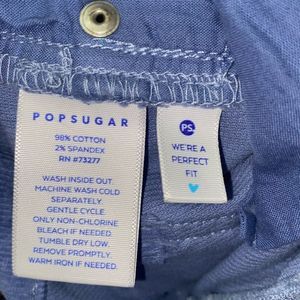 POPSUGAR
98% COTTON
2% SPANDEX
RN #73277
WASH INSIDE OUT
MACHINE WASH COLD
SEPARATELY.
GENTLE CYCLE.
ONLY NON-CHLORINE
BLEACH IF NEEDED.
TUMBLE DRY LOW.
REMOVE PROMPTLY.
WARM IRON IF NEEDED.
PS.
WE'RE A
PERFECT
FIT